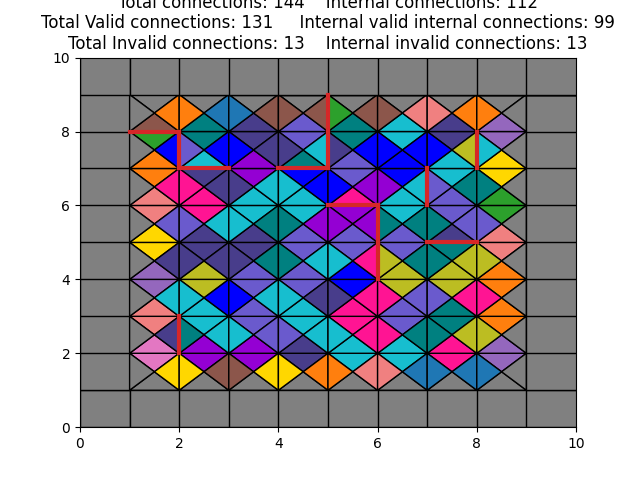 Total connections: 144    Internal connections: 112
Total Valid connections: 131    Internal valid internal connections: 99
Total Invalid connections: 13    Internal invalid connections: 13
10
8
6
4
2
0
0 2 4 6 8 10